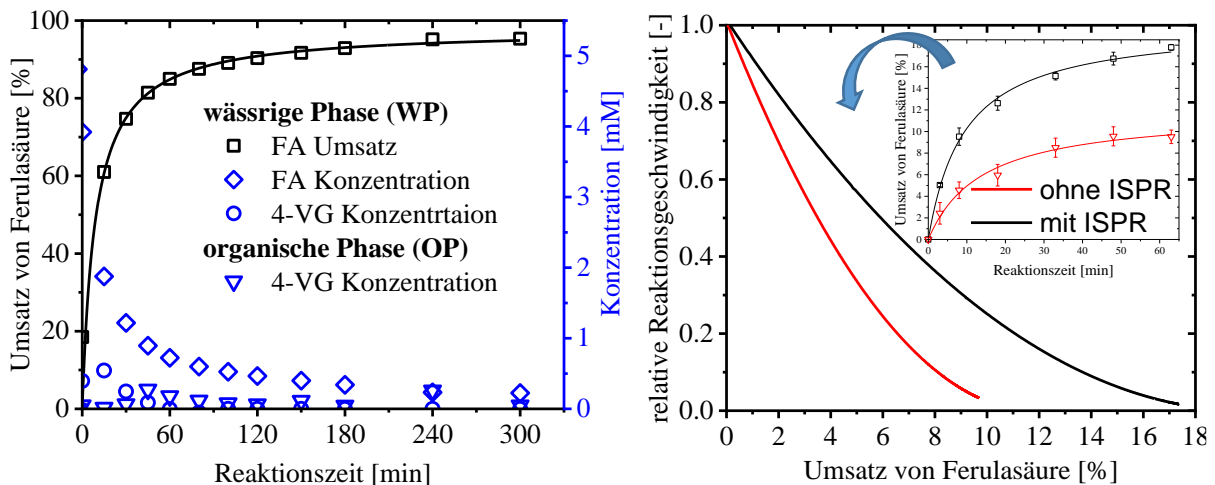 100
80
60
40
20
0
Umsatz von Ferulasäure [%]
wässrige Phase (WP)
FA Umsatz
FA Konzentration
4-VG Konzentrtaion
organische Phase (OP)
4-VG Konzentration
5
4
3
2
1
0
Konzentration [mM]
0 60 120 180 240 300
Reaktionszeit [min]
1.0
0.8
0.6
0.4
0.2
0.0
relative Reaktionsgeschwindigkeit [-]
18
16
14
12
10
8
6
4
2
0
Umsatz von Ferulasäure [%]
0 10 20 30 40 50 60
Reaktionszeit [min]
ohne ISPR
mit ISPR
0 2 4 6 8 10 12 14 16 18
Umsatz von Ferulasäure [%]